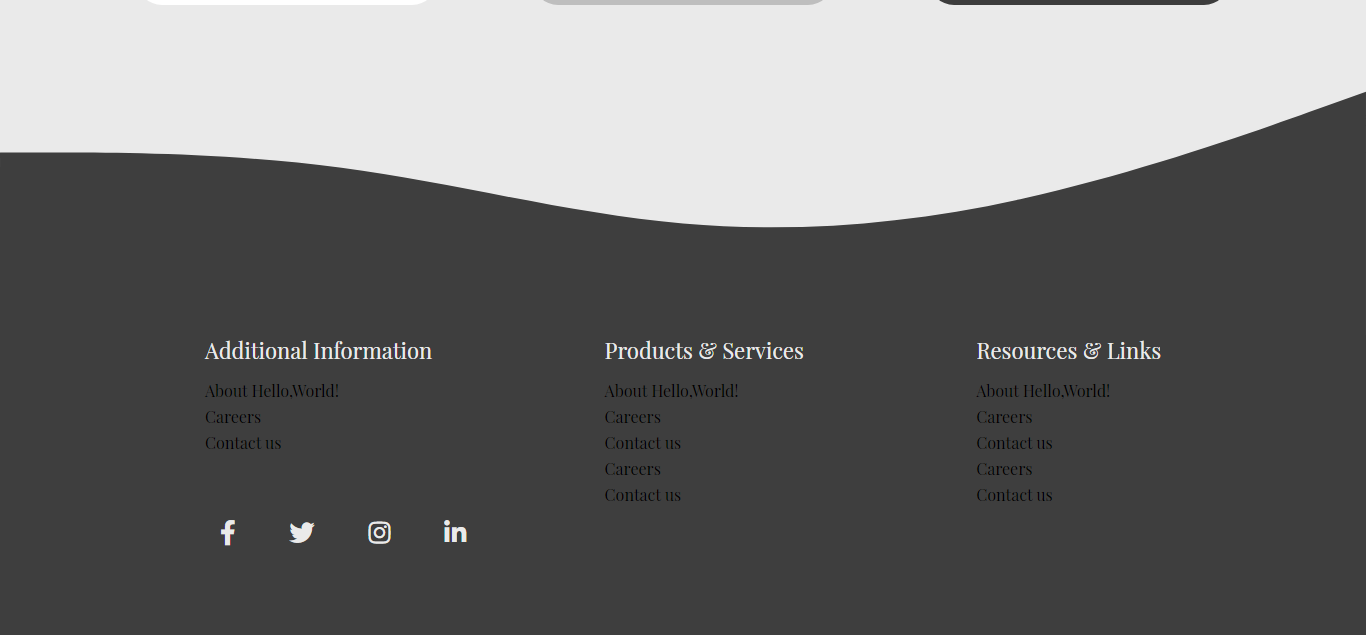 Additional Information
About Hello,World!
Careers
Contact us
Products & Services
About Hello,World!
Careers
Contact us
Careers
Contact us
Resources & Links
About Hello,World!
Careers
Contact us
Careers
Contact us